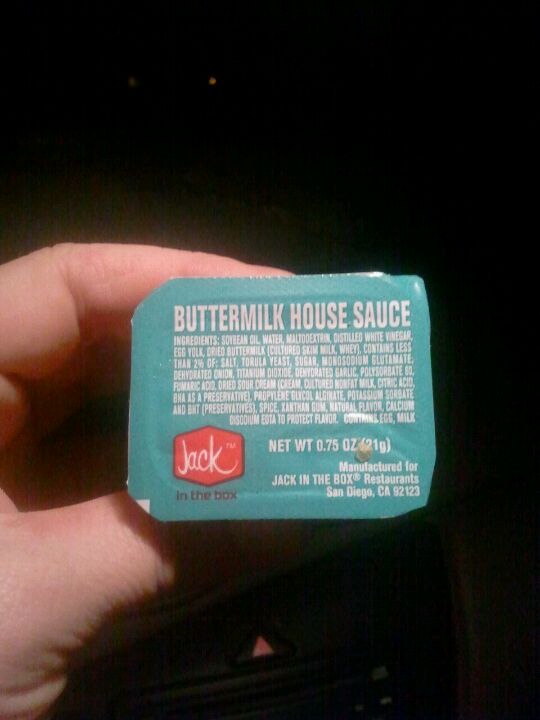 BUTTERMILK HOUSE SAUCE
INGREDIENTS: SOYBEAN OIL, WATER, MALTODEXTRIN, DISTILLED WHITE VINEGAR,
EGG YOLK, DRIED BUTTERMILK (CULTURED SKIM MILK, WHEY). CONTAINS LESS
THAN 2% OF: SALT, TORULA YEAST, SUGAR, MONOSODIUM GLUTAMATE,
DEHYDRATED ONION, TITANIUM DIOXIDE, DEHYDRATED GARLIC, POLYSORBATE 60,
FUMARIC ACID, DRIED SOUR CREAM (CREAM, CULTURED NONFAT MILK, CITRIC ACID,
BHA AS A PRESERVATIVE), PROPYLENE GLYCOL ALGINATE, POTASSIUM SORBATE
AND BHT (PRESERVATIVES), SPICE, XANTHAN GUM, NATURAL FLAVOR, CALCIUM
DISODIUM EDTA TO PROTECT FLAVOR. CONTAINS EGG, MILK
Jack™
in the box
NET WT 0.75 OZ (21g)
Manufactured for
JACK IN THE BOX® Restaurants
San Diego, CA 92123